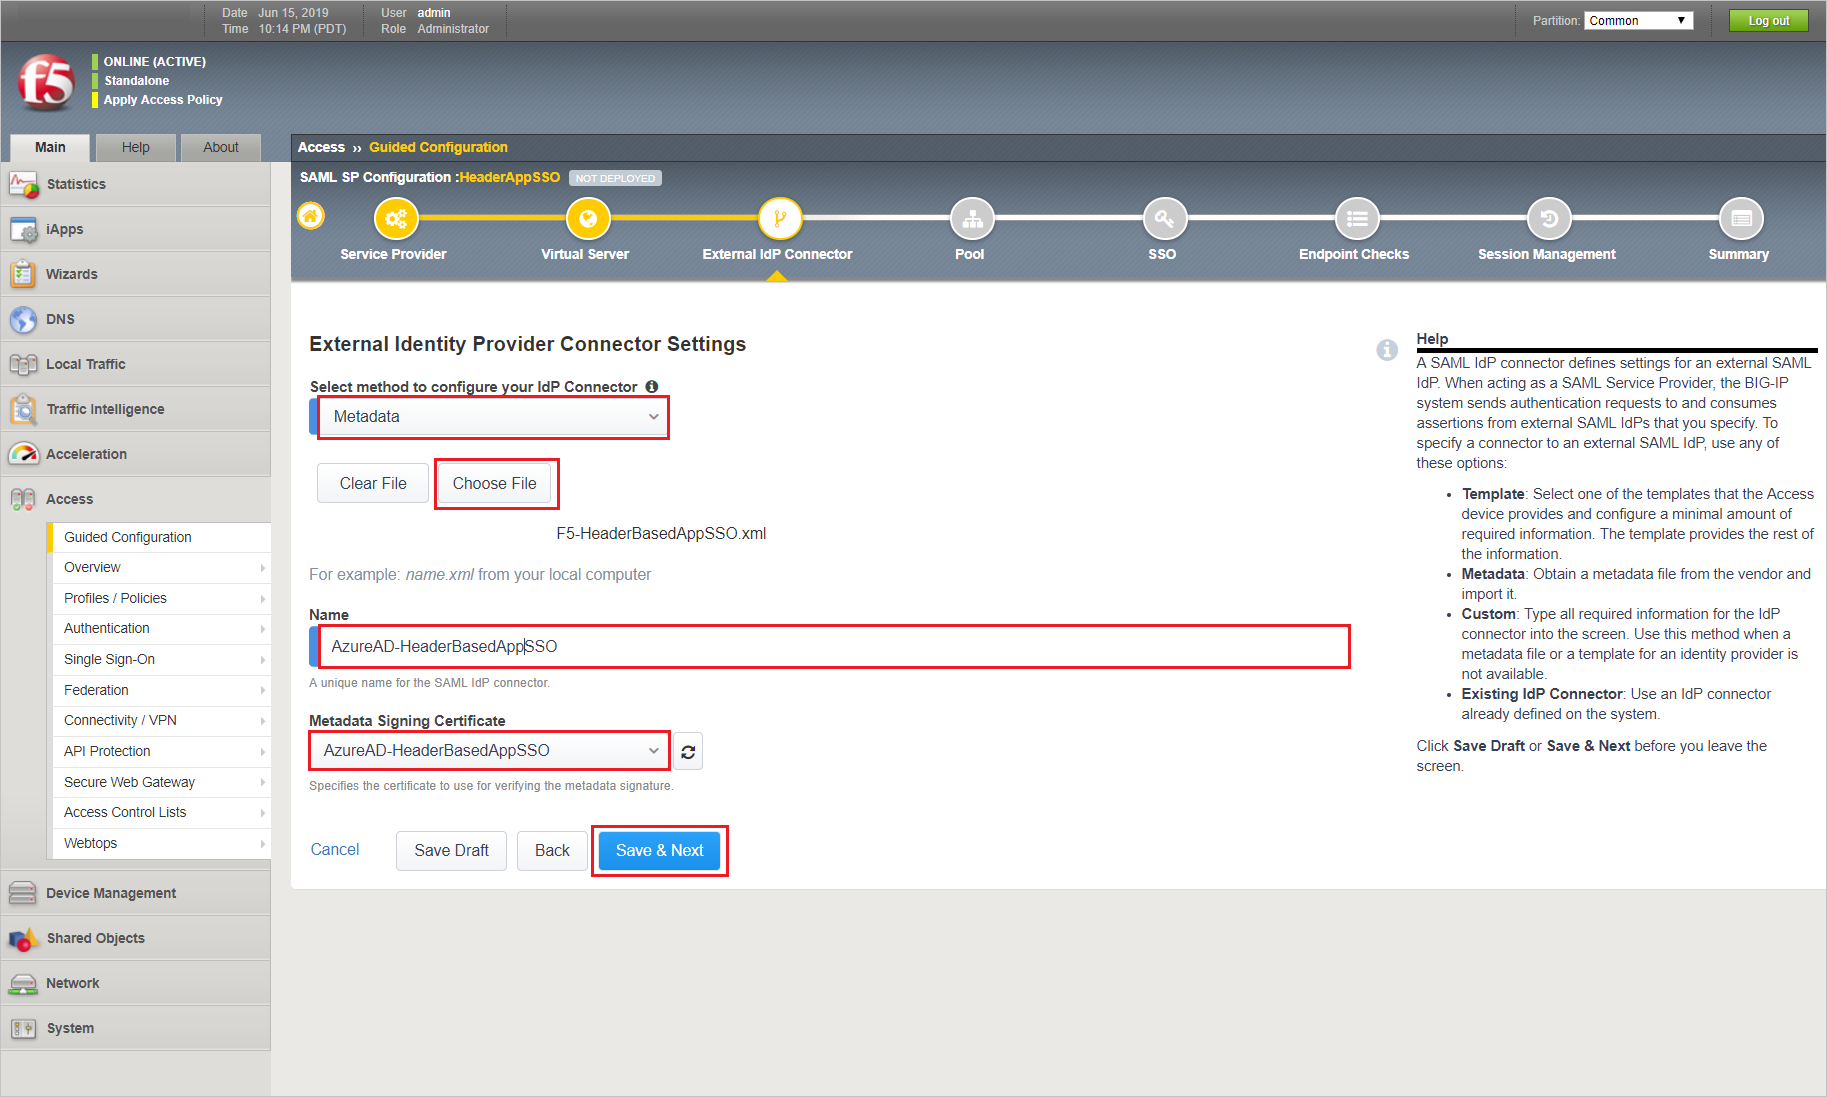 Date Jun 15, 2019
Time 10:14 PM (PDT)
User admin
Role Administrator
Partition: Common
Log out
f5
ONLINE (ACTIVE)
Standalone
Apply Access Policy
Main
Help
About
Access ›› Guided Configuration
SAML SP Configuration :HeaderAppSSO NOT DEPLOYED
Service Provider
Virtual Server
External IdP Connector
Pool
SSO
Endpoint Checks
Session Management
Summary
Statistics
iApps
Wizards
DNS
Local Traffic
Traffic Intelligence
Acceleration
Access
Guided Configuration
Overview
Profiles / Policies
Authentication
Single Sign-On
Federation
Connectivity / VPN
API Protection
Secure Web Gateway
Access Control Lists
Webtops
Device Management
Shared Objects
Network
System
External Identity Provider Connector Settings
Select method to configure your IdP Connector
Metadata
Clear File
Choose File
F5-HeaderBasedAppSSO.xml
For example: name.xml from your local computer
Name
AzureAD-HeaderBasedAppSSO
A unique name for the SAML IdP connector.
Metadata Signing Certificate
AzureAD-HeaderBasedAppSSO
Specifies the certificate to use for verifying the metadata signature.
Cancel
Save Draft
Back
Save & Next
Help
A SAML IdP connector defines settings for an external SAML
IdP. When acting as a SAML Service Provider, the BIG-IP
system sends authentication requests to and consumes
assertions from external SAML IdPs that you specify. To
specify a connector to an external SAML IdP, use any of
these options:
• Template: Select one of the templates that the Access
device provides and configure a minimal amount of
required information. The template provides the rest of
the information.
• Metadata: Obtain a metadata file from the vendor and
import it.
• Custom: Type all required information for the IdP
connector into the screen. Use this method when a
metadata file or a template for an identity provider is
not available.
• Existing IdP Connector: Use an IdP connector
already defined on the system.
Click Save Draft or Save & Next before you leave the
screen.